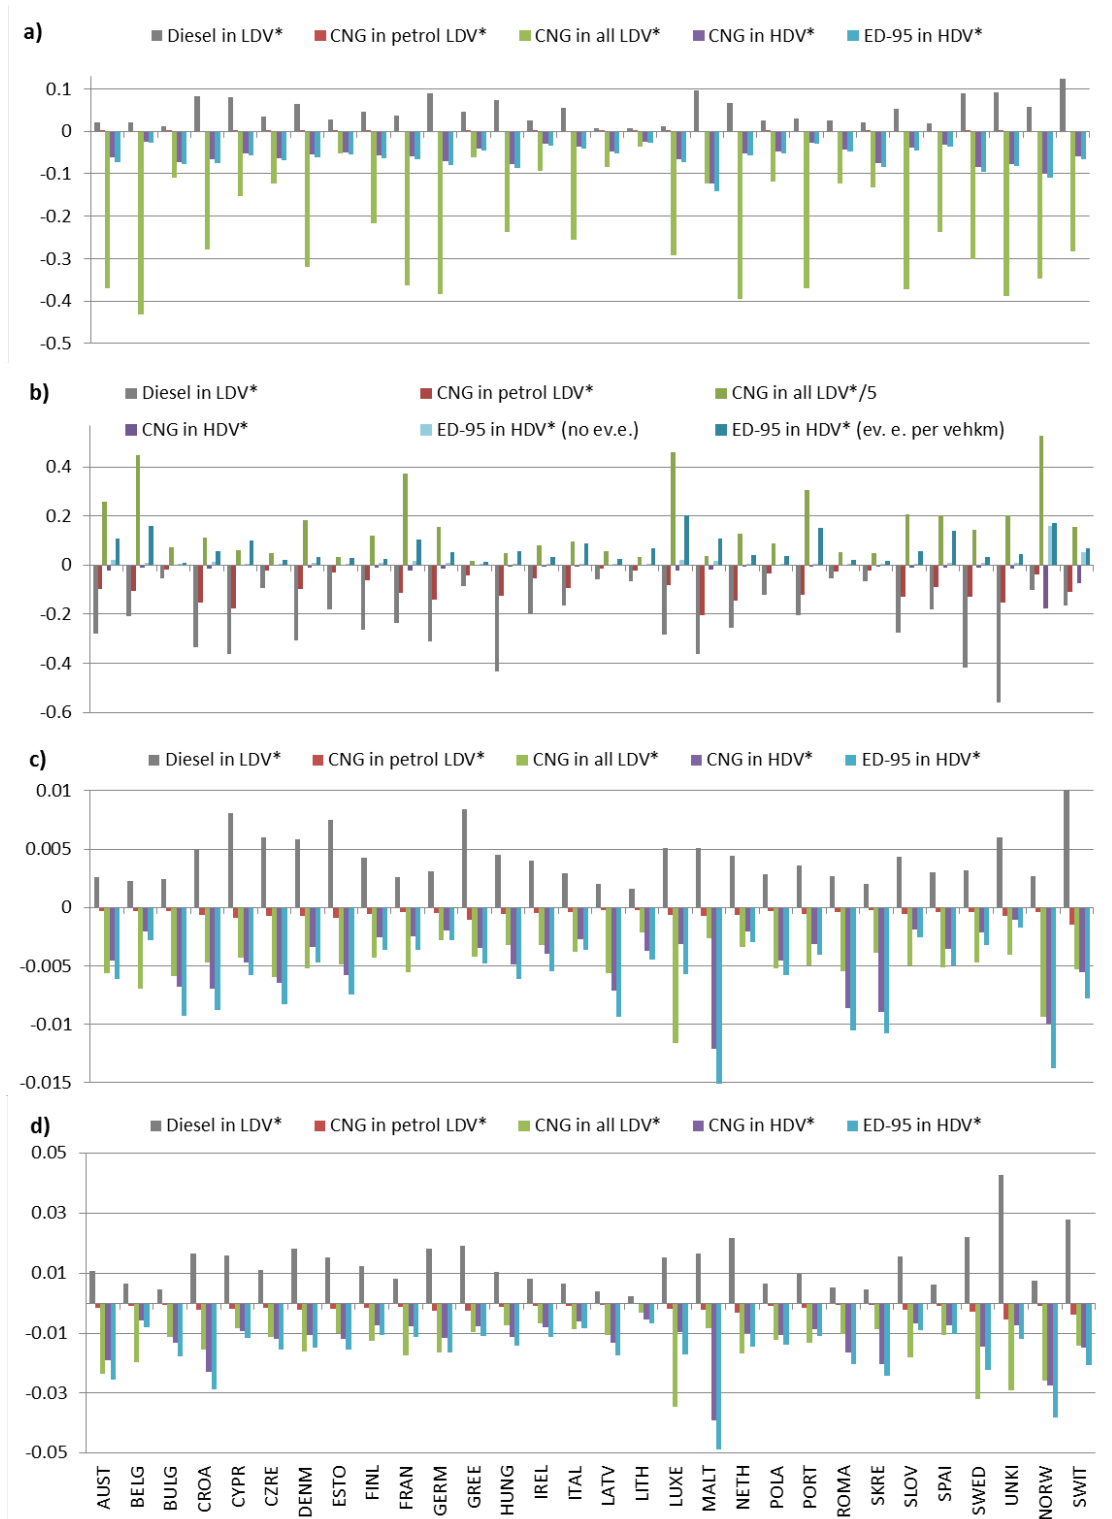 a)
Diesel in LDV* CNG in petrol LDV* CNG in all LDV* CNG in HDV* ED-95 in HDV*
0.1
0
-0.1
-0.2
-0.3
-0.4
-0.5
b)
Diesel in LDV* CNG in petrol LDV* CNG in all LDV*/5
CNG in HDV* ED-95 in HDV* (no ev.e.) ED-95 in HDV* (ev. e. per vehkm)
0.4
0.2
0
-0.2
-0.4
-0.6
c)
Diesel in LDV* CNG in petrol LDV* CNG in all LDV* CNG in HDV* ED-95 in HDV*
0.01
0.005
0
-0.005
-0.01
-0.015
d)
Diesel in LDV* CNG in petrol LDV* CNG in all LDV* CNG in HDV* ED-95 in HDV*
0.05
0.03
0.01
-0.01
-0.03
-0.05
AUST BELG BULG CROA CYPR CZRE DENM ESTO FINL FRAN GERM GREE HUNG IREL ITAL LATV LITH LUXE MALT NETH POLA PORT ROMA SKRE SLOV SPAI SWED UNKI NORW SWIT